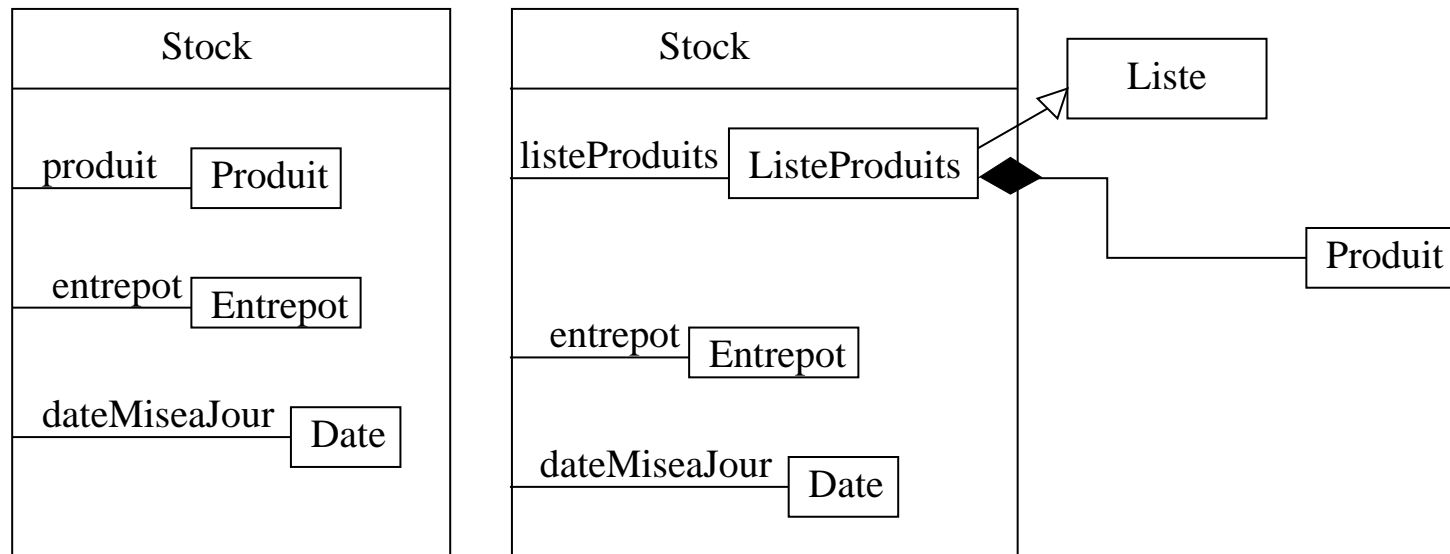 Stock
produit
Produit
entrepot
Entrepot
dateMiseaJour
Date
Stock
listeProduits
ListeProduits
Liste
Produit
entrepot
Entrepot
dateMiseaJour
Date